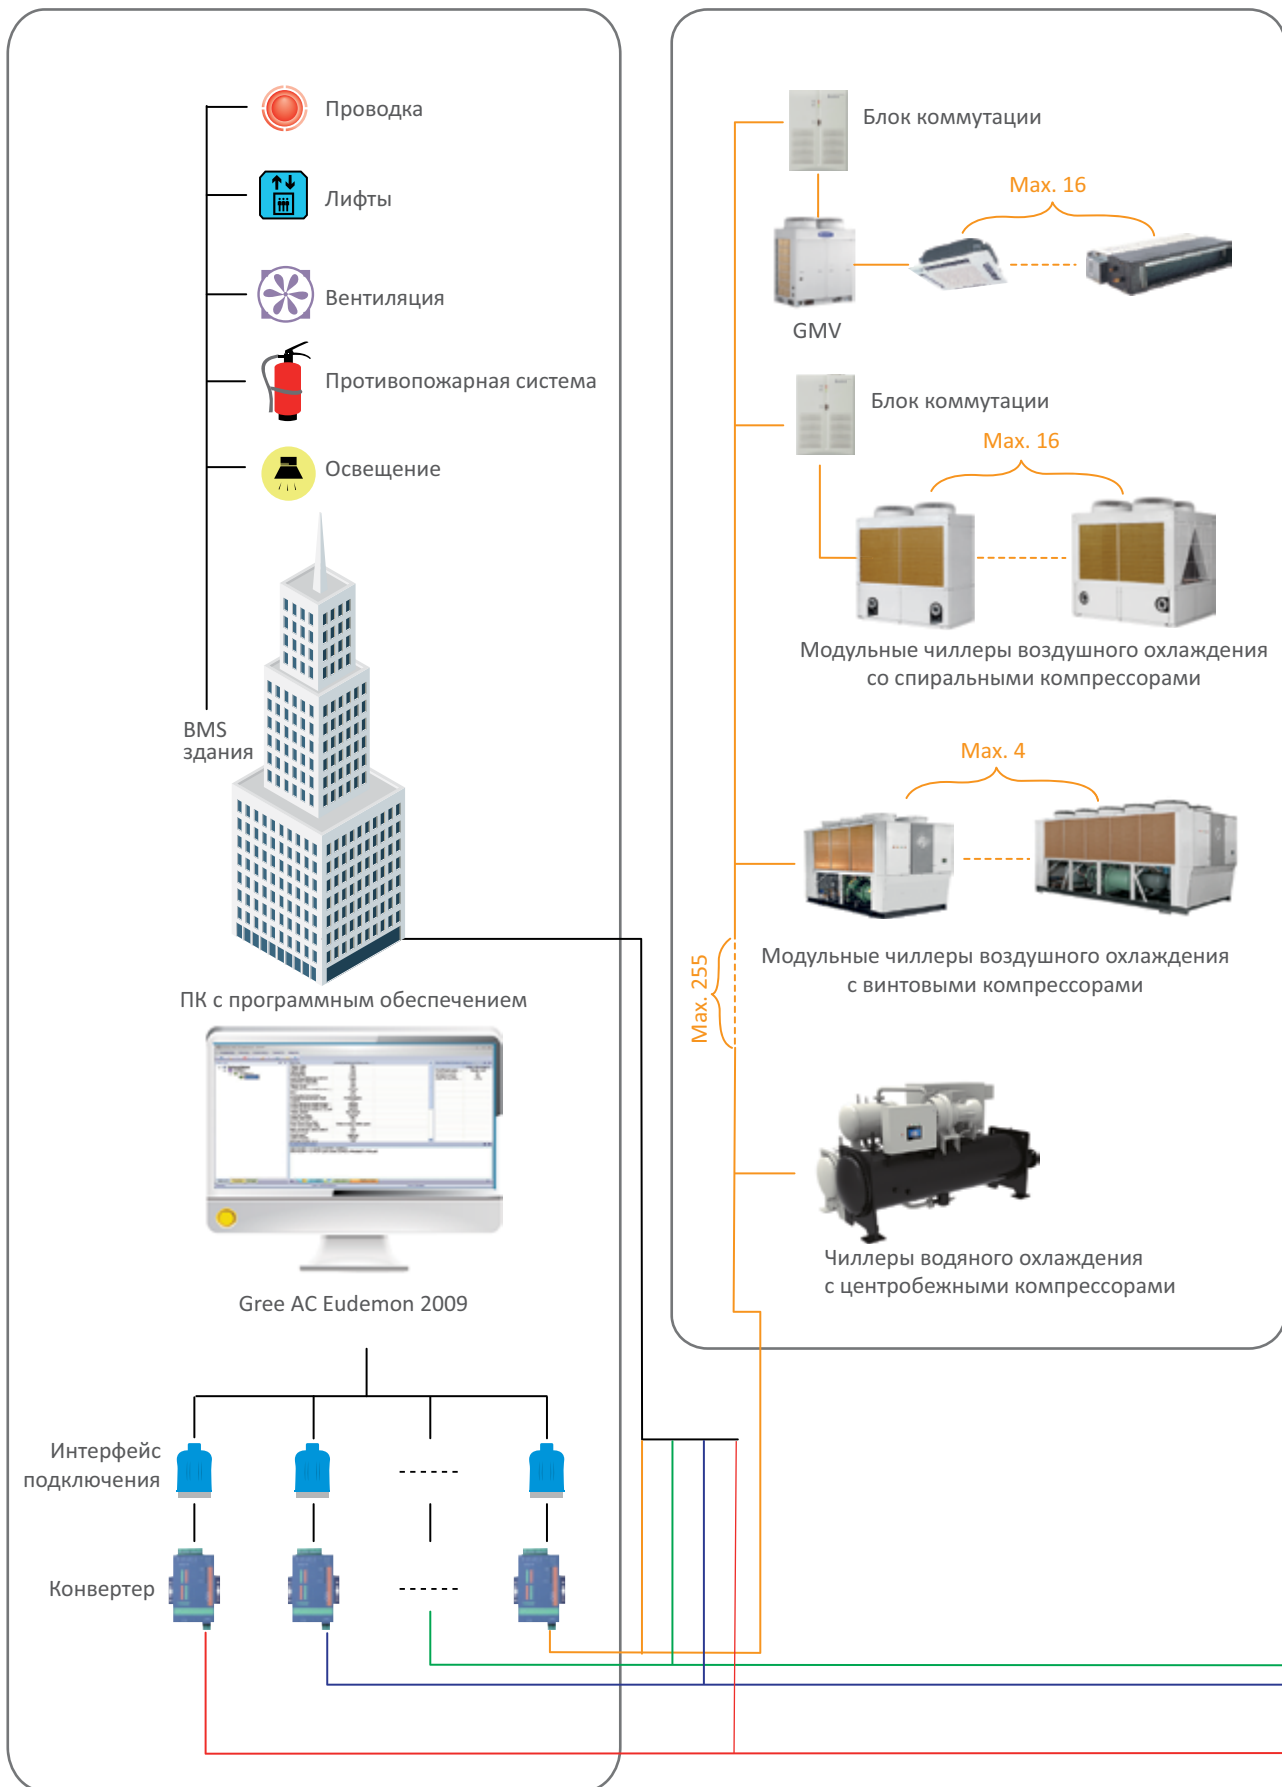 Проводка
Лифты
Вентиляция
Противопожарная система
Освещение
BMS
здания
ПК с программным обеспечением
Gree AC Eudemon 2009
Интерфейс
подключения
Конвертер
Блок коммутации
Max. 16
GMV
Блок коммутации
Max. 16
Модульные чиллеры воздушного охлаждения
со спиральными компрессорами
Max. 4
Модульные чиллеры воздушного охлаждения
с винтовыми компрессорами
Max. 255
Чиллеры водяного охлаждения
с центробежными компрессорами